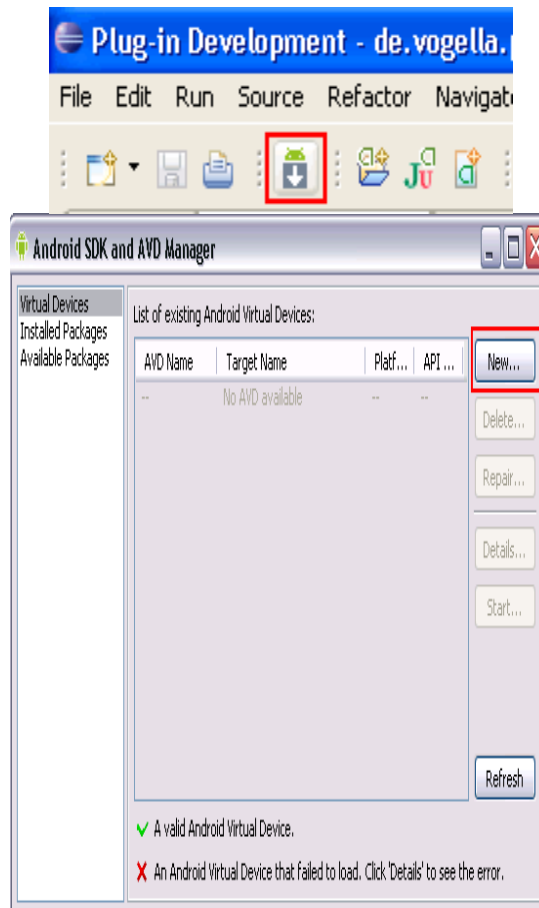 Plug-in Development - de.vogella.
File Edit Run Source Refactor Navigat
Android SDK and AVD Manager
Virtual Devices
Installed Packages
Available Packages
List of existing Android Virtual Devices:
AVD Name Target Name Platf... API ...
-- No AVD available -- --
New...
Delete...
Repair...
Details...
Start...
Refresh
A valid Android Virtual Device.
An Android Virtual Device that failed to load. Click 'Details' to see the error.